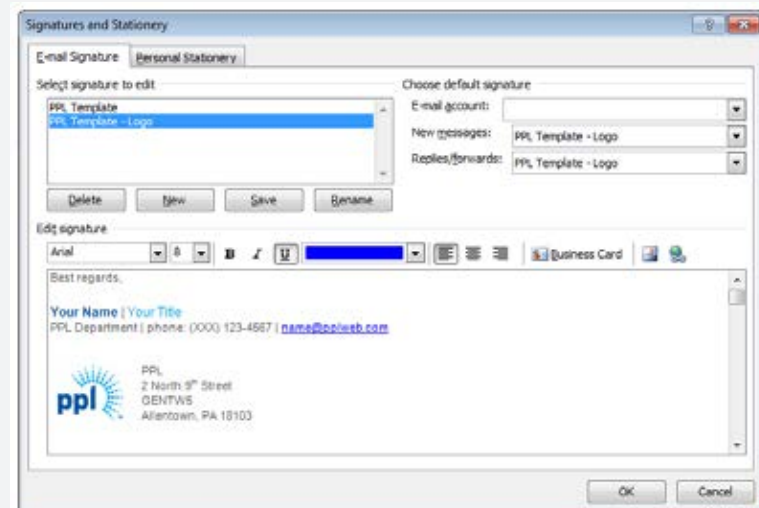 Signatures and Stationery
E-mail Signature Personal Stationery
Select signature to edit
PPL Template
PPL Template - Logo
Delete New Save Rename
Choose default signature
E-mail account:
New messages: PPL Template - Logo
Replies/forwards: PPL Template - Logo
Edit signature
Arial 8 B I U Business Card
Best regards,
Your Name | Your Title
PPL Department | phone: (XXX) 123-4567 | name@pplweb.com
ppl
PPL
2 North 9th Street
GENTW5
Allentown, PA 18103
OK Cancel